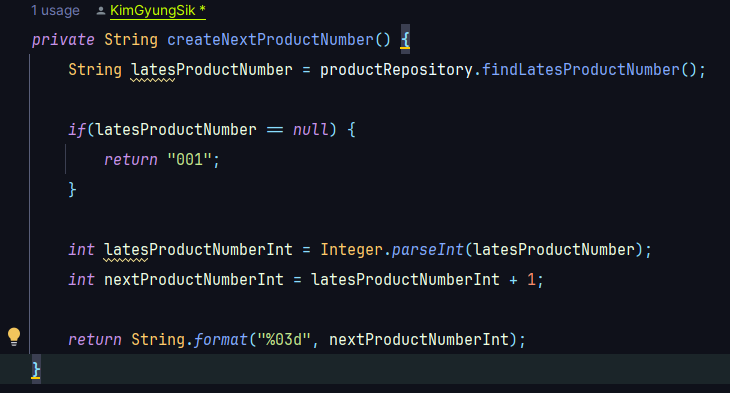 1 usage KimGyungSik *
private String createNextProductNumber() {
String latesProductNumber = productRepository.findLatesProductNumber();
if(latesProductNumber == null) {
return "001";
}
int latesProductNumberInt = Integer.parseInt(latesProductNumber);
int nextProductNumberInt = latesProductNumberInt + 1;
return String.format("%03d", nextProductNumberInt);
}